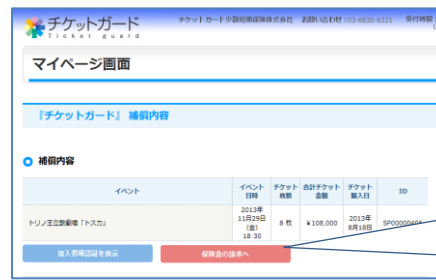 チケットガード
Ticket guard
チケットガード少額短期保険株式会社 お問い合わせ:03-6830-6321 受付時間
マイページ画面
『チケットガード』 補償内容
補償内容
イベント
イベント日時
チケット枚数
合計チケット金額
チケット購入日
ID
トリノ王立歌劇場「トスカ」
2013年
11月29日
(金)
18:30
8 枚
¥108,000
2013年
8月18日
SP00000406
加入者確認証を表示
保険金の請求へ